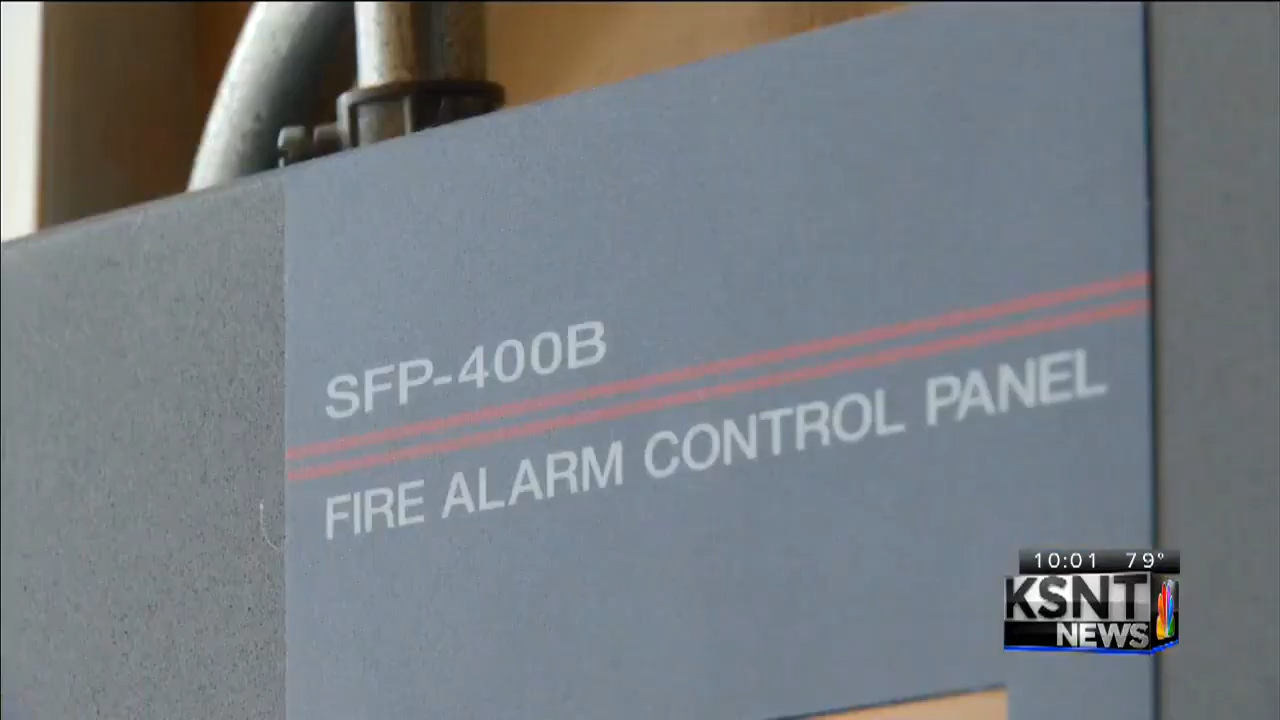 SFP-400B
FIRE ALARM CONTROL PANEL
10:01 79°
KSNT
NEWS